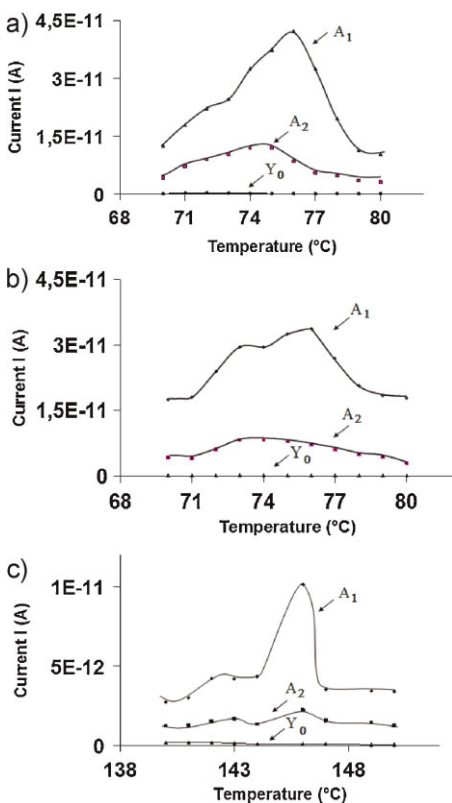 a)
4,5E-11
3E-11
1,5E-11
0
Current I (A)
A1
A2
Y0
68 71 74 77 80
Temperature (°C)
b)
4,5E-11
3E-11
1,5E-11
0
Current I (A)
A1
A2
Y0
68 71 74 77 80
Temperature (°C)
c)
1E-11
5E-12
0
Current I (A)
A1
A2
Y0
138 143 148
Temperature (°C)